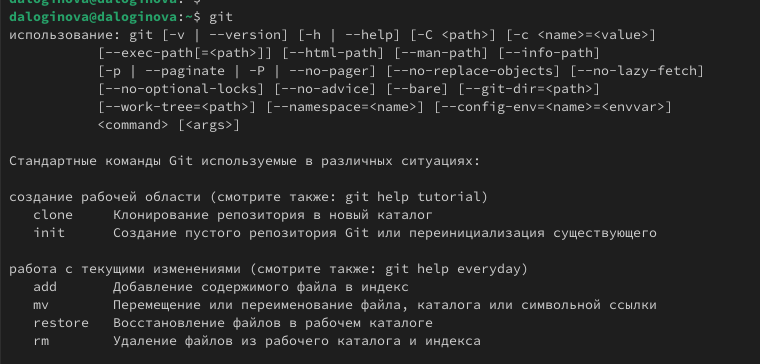 daloginova@daloginova:~$ git
использование: git [-v | --version] [-h | --help] [-C <path>] [-c <name>=<value>]
           [--exec-path[=<path>]] [--html-path] [--man-path] [--info-path]
           [-p | --paginate | -P | --no-pager] [--no-replace-objects] [--no-lazy-fetch]
           [--no-optional-locks] [--no-advice] [--bare] [--git-dir=<path>]
           [--work-tree=<path>] [--namespace=<name>] [--config-env=<name>=<envvar>]
           <command> [<args>]

Стандартные команды Git используемые в различных ситуациях:

создание рабочей области (смотрите также: git help tutorial)
   clone     Клонирование репозитория в новый каталог
   init      Создание пустого репозитория Git или переинициализация существующего

работа с текущими изменениями (смотрите также: git help everyday)
   add       Добавление содержимого файла в индекс
   mv        Перемещение или переименование файла, каталога или символьной ссылки
   restore   Восстановление файлов в рабочем каталоге
   rm        Удаление файлов из рабочего каталога и индекса